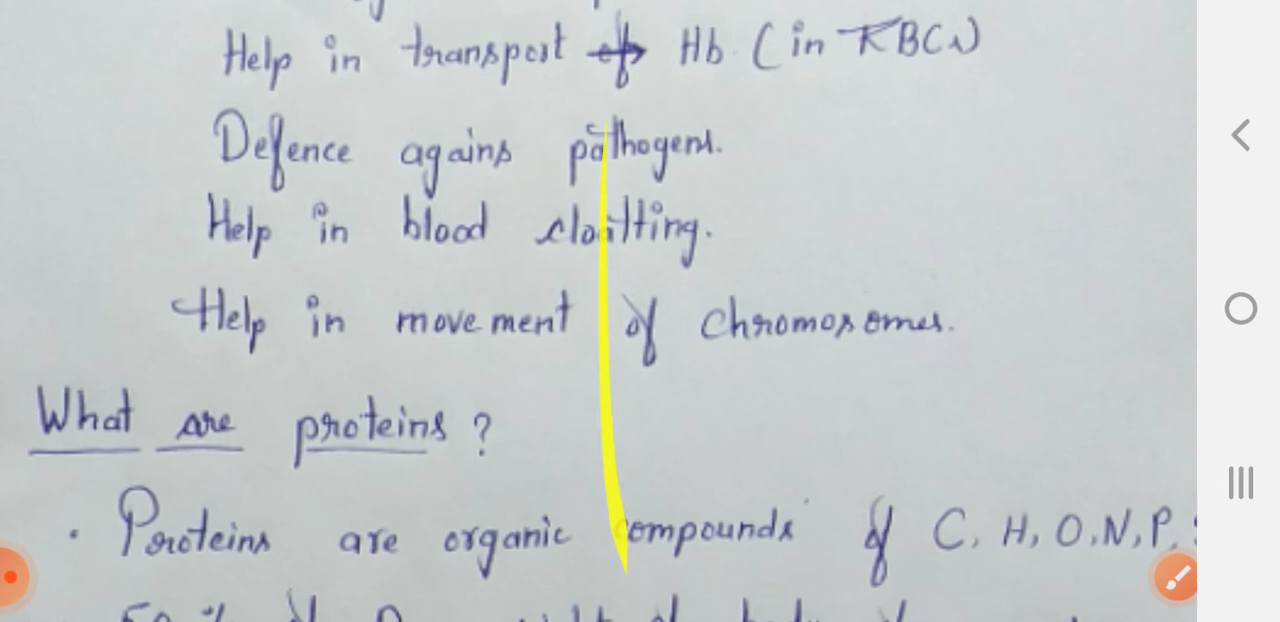 Help in transport of Hb. (in RBCs)
Defence agains pathogens.
Help in blood clotting.
Help in movement of chromosomes.
What are proteins ?
· Proteins are organic compounds of C, H, O, N, P,